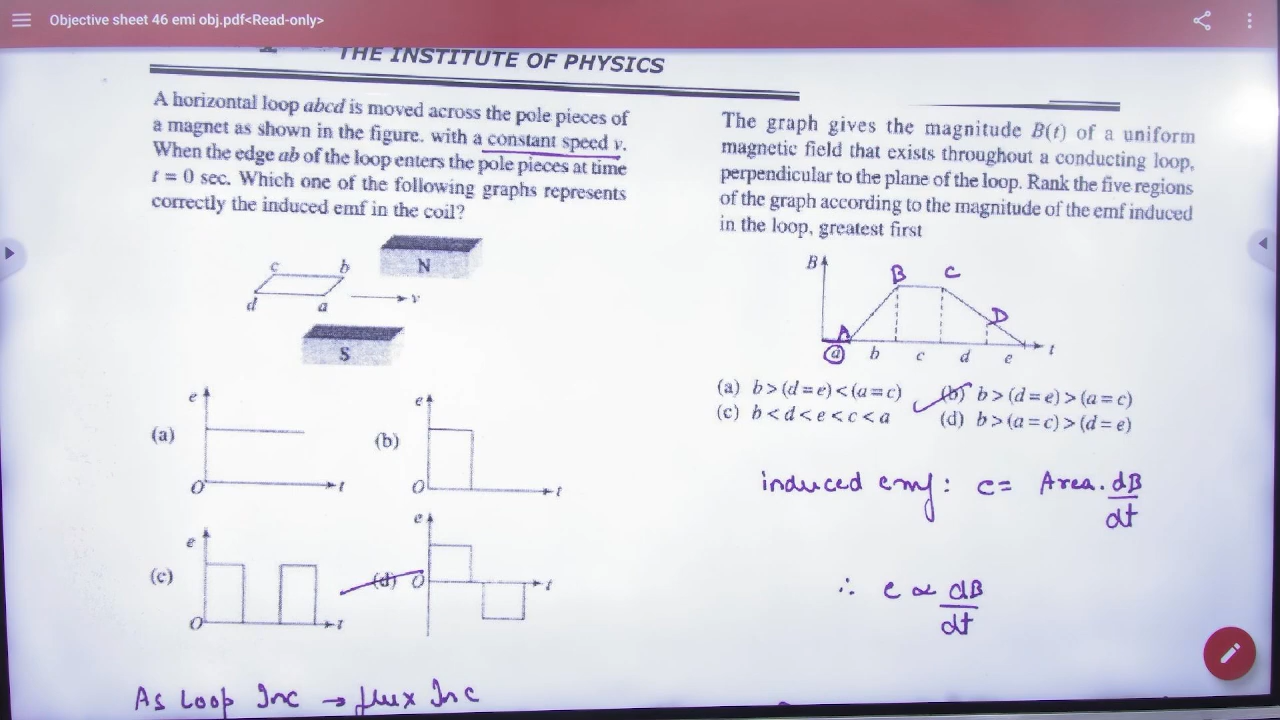 Objective sheet 46 emi obj.pdf<Read-only>
THE INSTITUTE OF PHYSICS
A horizontal loop abcd is moved across the pole pieces of
a magnet as shown in the figure. with a constant speed v.
When the edge ab of the loop enters the pole pieces at time
t = 0 sec. Which one of the following graphs represents
correctly the induced emf in the coil?
c b N
d a v
S
(a) e O t
(b) e O t
(c) e O t
(d) e O t
As Loop Inc → flux Inc
The graph gives the magnitude B(t) of a uniform
magnetic field that exists throughout a conducting loop,
perpendicular to the plane of the loop. Rank the five regions
of the graph according to the magnitude of the emf induced
in the loop, greatest first
B B C
A D
a b c d e t
(a) b>(d=e)<(a=c) (b) b>(d=e)>(a=c)
(c) b<d<e<c<a (d) b>(a=c)>(d=e)
induced emf: e= Area. dB
dt
∴ e ∝ dB
dt